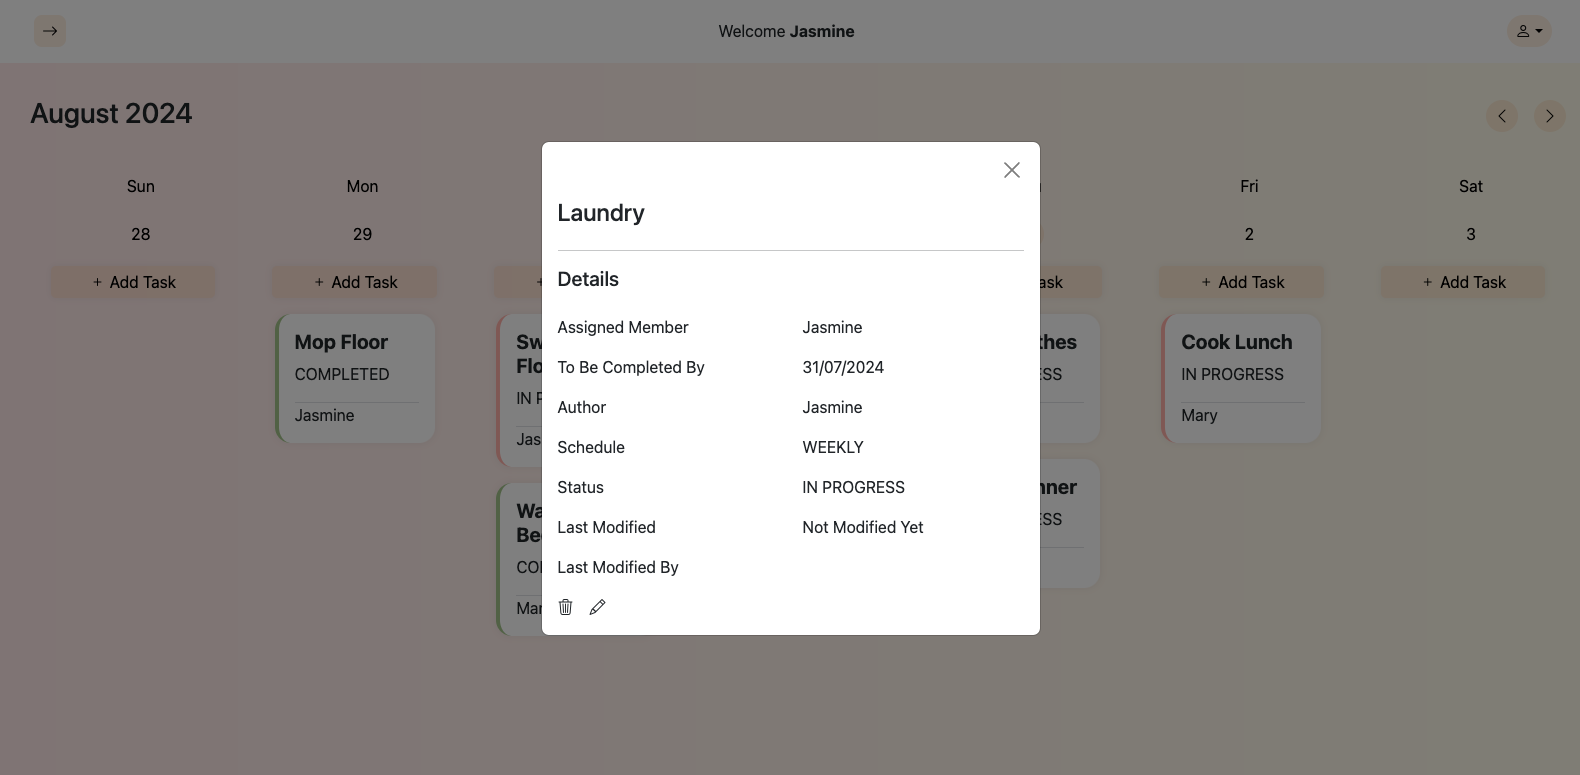 Welcome Jasmine
August 2024
Sun
Mon
Fri
Sat
28
29
2
3
+ Add Task
+ Add Task
+
ask
+ Add Task
+ Add Task
Mop Floor
COMPLETED
Jasmine
Sw
Flo
IN P
Jas
Wa
Be
CO
Mar
thes
ESS
nner
ESS
Cook Lunch
IN PROGRESS
Mary
Laundry
Details
Assigned Member Jasmine
To Be Completed By 31/07/2024
Author Jasmine
Schedule WEEKLY
Status IN PROGRESS
Last Modified Not Modified Yet
Last Modified By